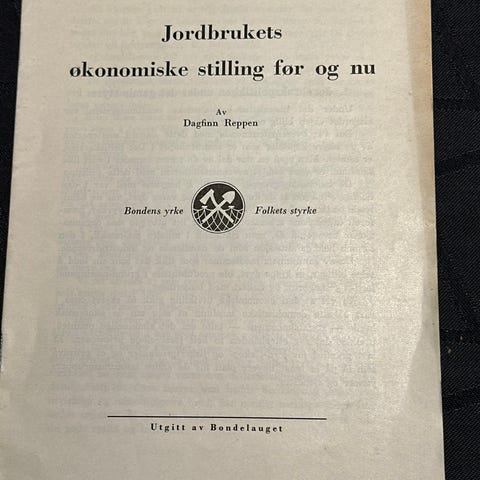 Jordbrukets
økonomiske stilling før og nu
Av
Dagfinn Reppen
Bondens yrke Folkets styrke
Utgitt av Bondelauget